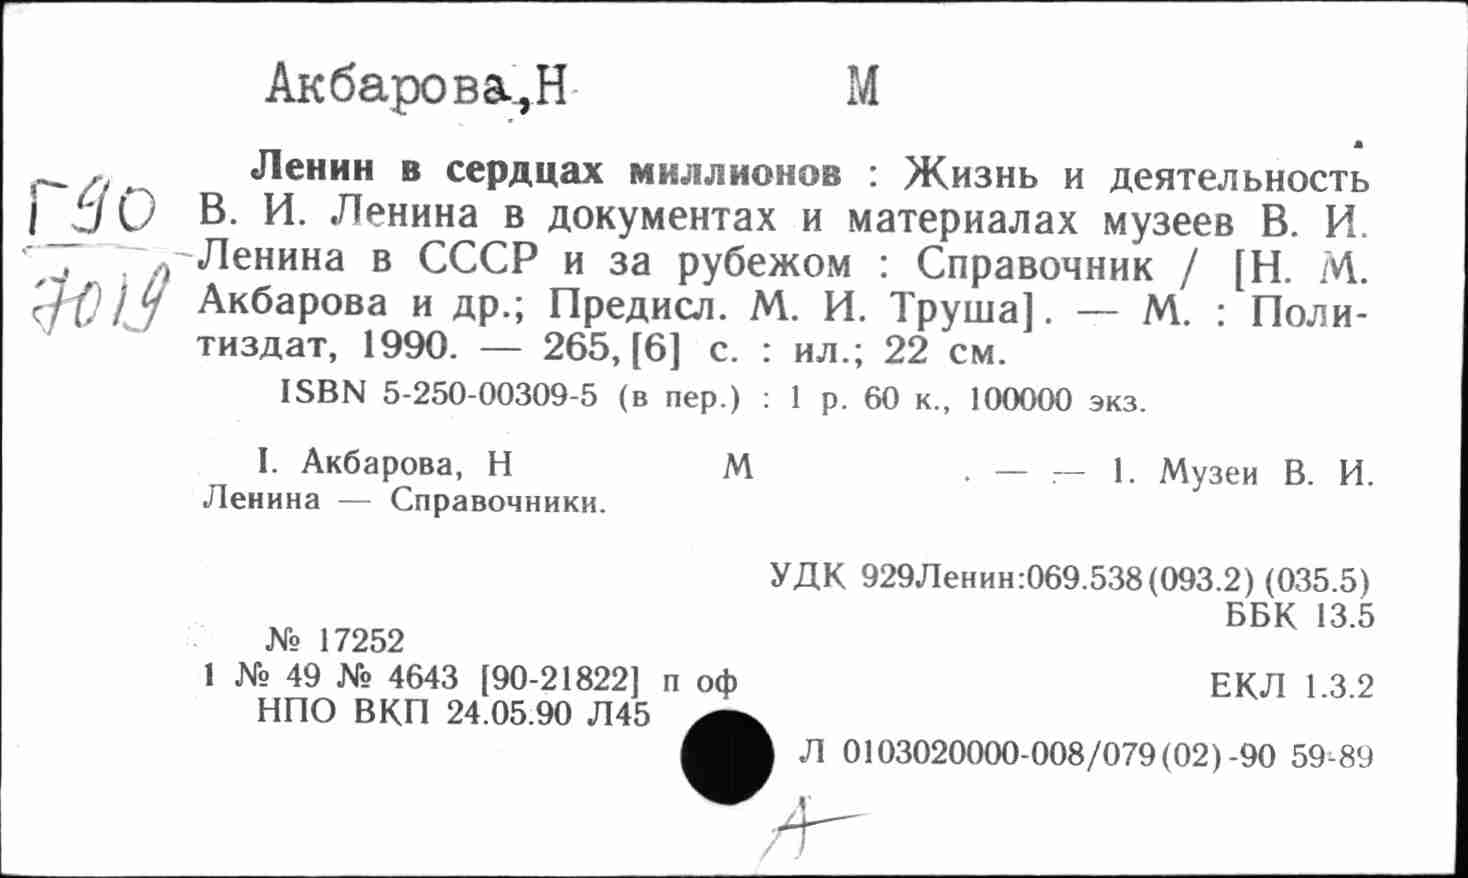 Акбарова,Н М
Ленин в сердцах миллионов : Жизнь и деятельность
Г90 В. И. Ленина в документах и материалах музеев В. И.
Ленина в СССР и за рубежом : Справочник / [Н. М.
7019 Акбарова и др.; Предисл. М. И. Труша]. — М. : Поли-
тиздат, 1990. — 265, [6] с. : ил.; 22 см.
ISBN 5-250-00309-5 (в пер.) : 1 р. 60 к., 100000 экз.
I. Акбарова, Н М . — — 1. Музеи В. И.
Ленина — Справочники.
УДК 929Ленин:069.538(093.2) (035.5)
ББК 13.5
№ 17252
1 № 49 № 4643 [90-21822] п оф ЕКЛ 1.3.2
НПО ВКП 24.05.90 Л45
Л 0103020000-008/079(02)-90 59-89
А